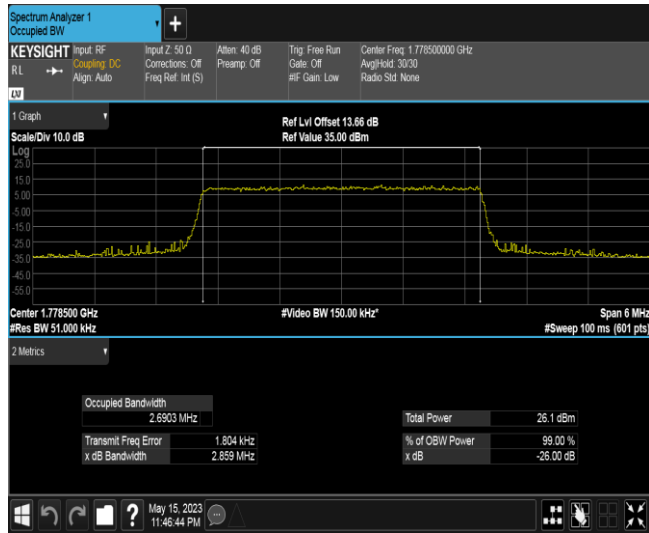 Spectrum Analyzer 1
Occupied BW
+
KEYSIGHT
RL
LXI
Input: RF
Coupling: DC
Align: Auto
Input Z: 50 Ω
Corrections: Off
Freq Ref: Int (S)
Atten: 40 dB
Preamp: Off
Trig: Free Run
Gate: Off
#IF Gain: Low
Center Freq: 1.778500000 GHz
Avg|Hold: 30/30
Radio Std: None
1 Graph
Scale/Div 10.0 dB
Ref Lvl Offset 13.66 dB
Ref Value 35.00 dBm
Log
25.0
15.0
5.00
-5.00
-15.0
-25.0
-35.0
-45.0
-55.0
Center 1.778500 GHz
#Res BW 51.000 kHz
#Video BW 150.00 kHz*
Span 6 MHz
#Sweep 100 ms (601 pts)
2 Metrics
Occupied Bandwidth
2.6903 MHz
Transmit Freq Error 1.804 kHz
x dB Bandwidth 2.859 MHz
Total Power 26.1 dBm
% of OBW Power 99.00 %
x dB -26.00 dB
?
May 15, 2023
11:46:44 PM